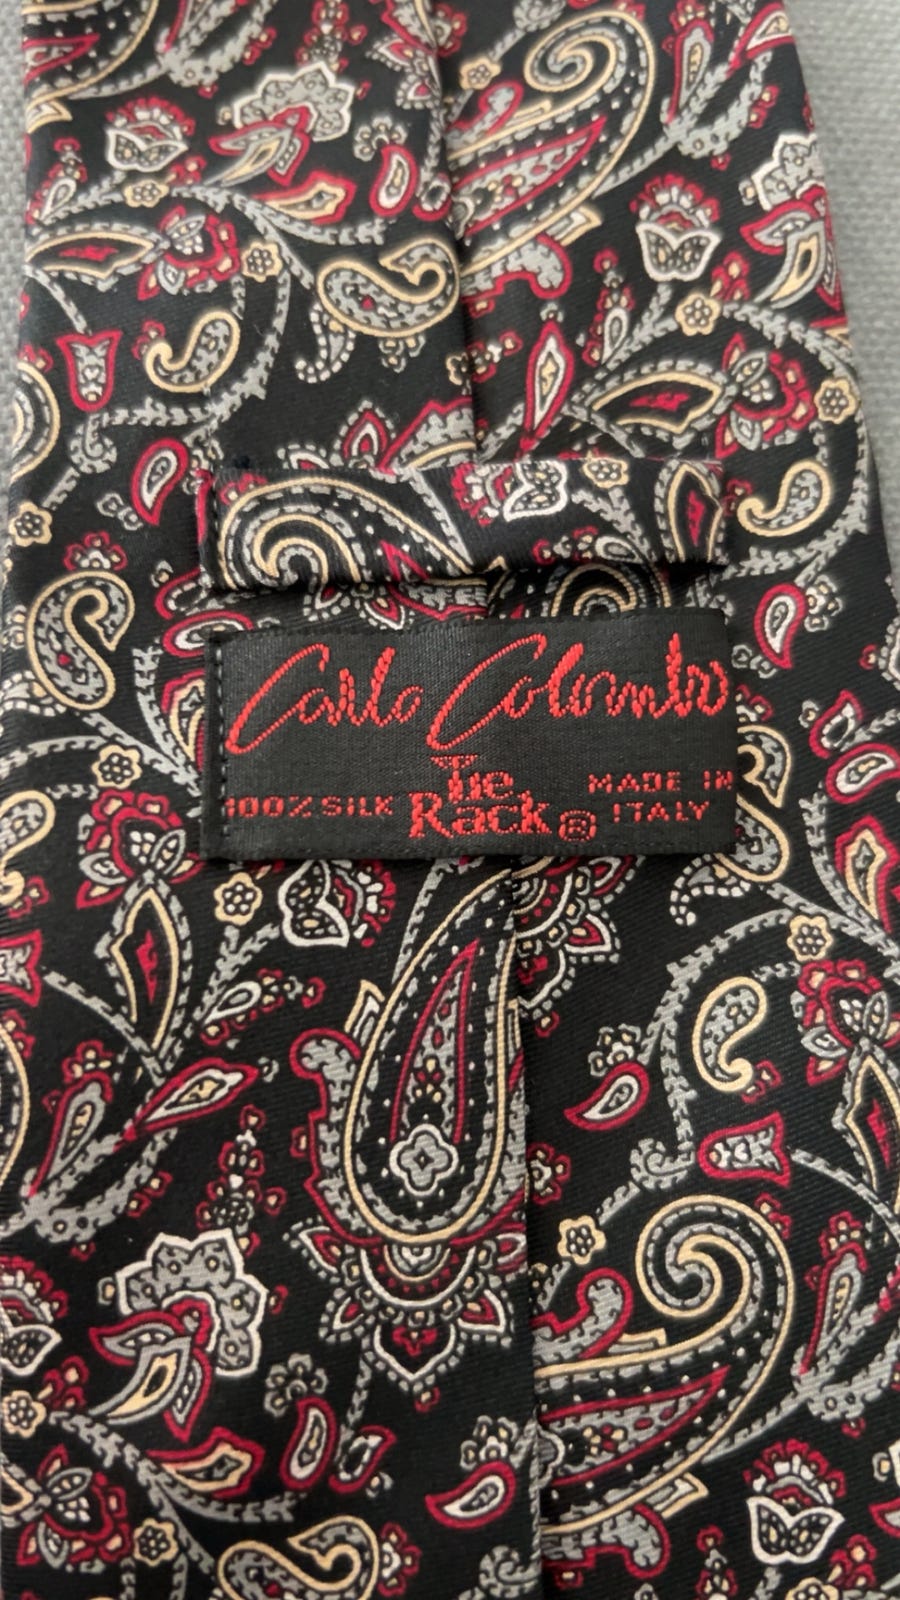 Carlo Colombo
Tie
100% SILK Rack® MADE IN
ITALY